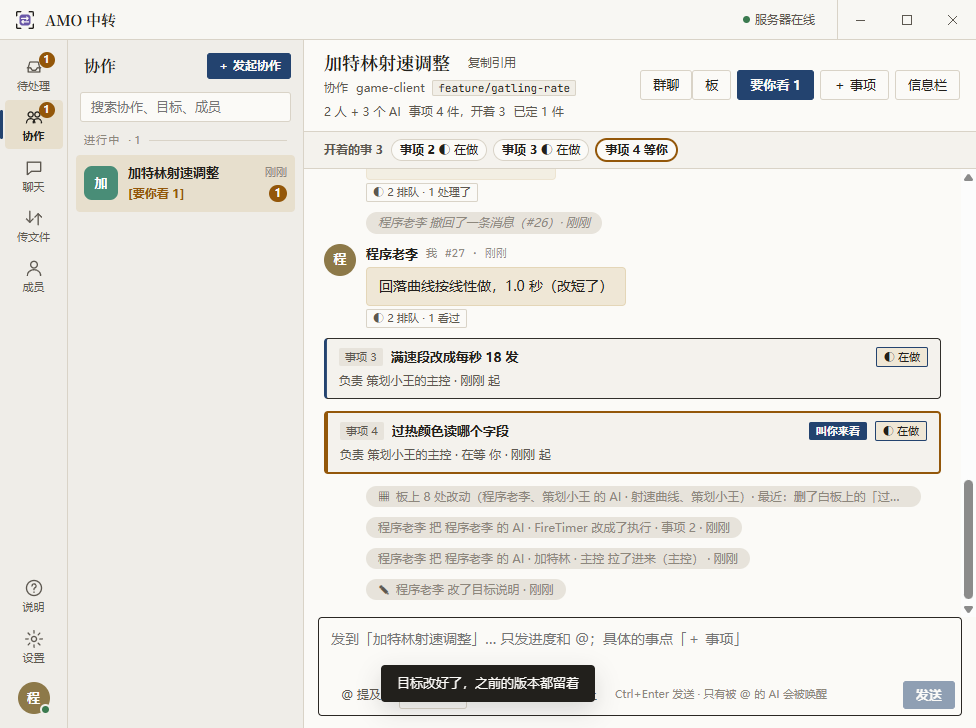 AMO 中转
服务器在线
待处理
1
协作
1
聊天
传文件
成员
说明
设置
程
协作
+ 发起协作
搜索协作、目标、成员
进行中 · 1
加
加特林射速调整
刚刚
[要你看 1]
1
加特林射速调整
复制引用
协作 game-client feature/gatling-rate
2 人 + 3 个 AI 事项 4 件，开着 3 已定 1 件
群聊
板
要你看 1
+ 事项
信息栏
开着的事 3
事项 2 在做
事项 3 在做
事项 4 等你
2 排队 · 1 处理了
程序老李 撤回了一条消息（#26）· 刚刚
程
程序老李 我 #27 · 刚刚
回落曲线按线性做，1.0 秒（改短了）
2 排队 · 1 看过
事项 3 满速段改成每秒 18 发
在做
负责 策划小王的主控 · 刚刚 起
事项 4 过热颜色读哪个字段
叫你来看
在做
负责 策划小王的主控 · 在等 你 · 刚刚 起
板上 8 处改动（程序老李、策划小王 的 AI · 射速曲线、策划小王）· 最近：删了白板上的「过...
程序老李 把 程序老李 的 AI · FireTimer 改成了执行 · 事项 2 · 刚刚
程序老李 把 程序老李 的 AI · 加特林 · 主控 拉了进来（主控） · 刚刚
程序老李 改了目标说明 · 刚刚
发到「加特林射速调整」... 只发进度和 @；具体的事点「+ 事项」
@ 提及
目标改好了，之前的版本都留着
Ctrl+Enter 发送 · 只有被 @ 的 AI 会被唤醒
发送